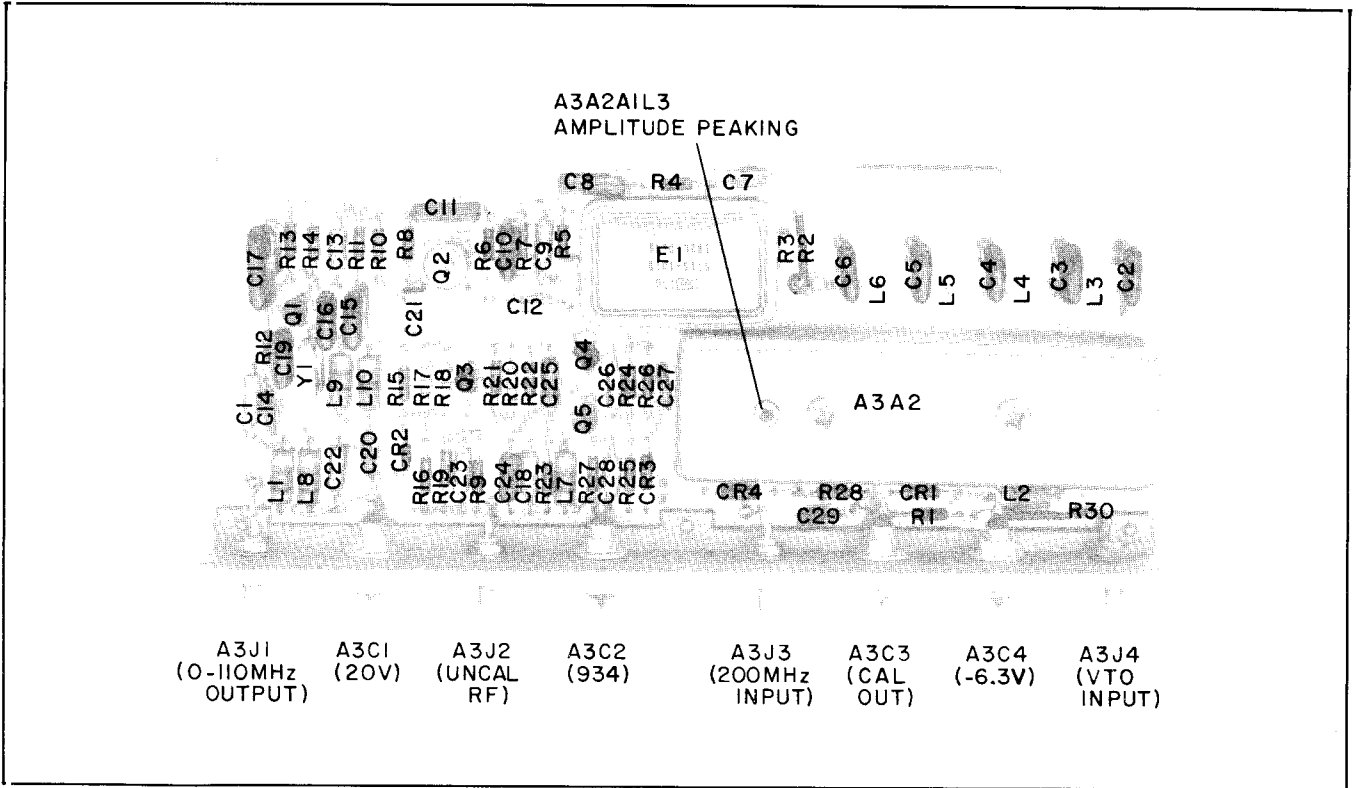 A3A2A1L3
AMPLITUDE PEAKING
C8 R4 C7
C11
C17 R13 R14 C13 R11 R10 R8 Q2 R6 C10 R7 C9 R5 E1 R3 R2 C6 L6 C5 L5 C4 L4 C3 L3 C2
Q1 C16 C15 C21 C12
R12 C19 Y1 L9 L10 R15 R17 R18 Q3 R21 R20 R22 C25 Q4 C26 R24 R26 C27
C1 C14 Q5 A3A2
L1 L8 C22 C20 CR2 R16 R19 C23 R9 C24 C18 R23 L7 R27 C28 R25 CR3 CR4 R28 CR1 L2
C29 R1 R30
A3J1 A3C1 A3J2 A3C2 A3J3 A3C3 A3C4 A3J4
(0-110MHz (20V) (UNCAL (934) (200MHz (CAL (-6.3V) (VTO
OUTPUT) RF) INPUT) OUT) INPUT)